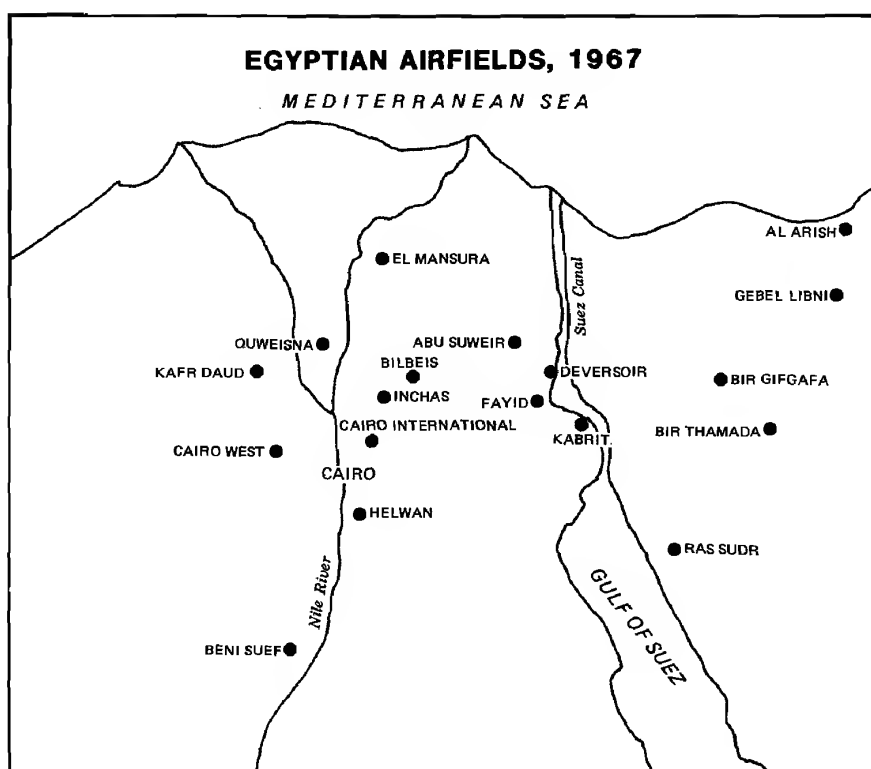 EGYPTIAN AIRFIELDS, 1967
MEDITERRANEAN SEA
AL ARISH
EL MANSURA
Suez Canal
GEBEL LIBNI
QUWEISNA
ABU SUWEIR
BILBEIS
KAFR DAUD
DEVERSOIR
BIR GIFGAFA
INCHAS
FAYID
CAIRO INTERNATIONAL
KABRIT.
BIR THAMADA
CAIRO WEST
CAIRO
HELWAN
RAS SUDR
Nile River
GULF OF SUEZ
BENI SUEF